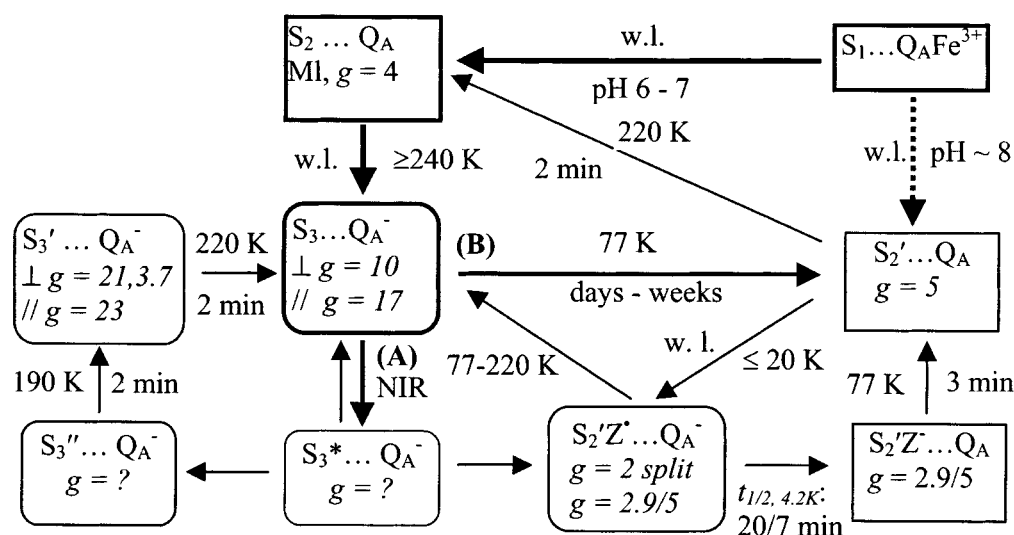 S₂ … Q_A
Ml, g = 4
w.l.
pH 6 - 7
S₁…Q_AFe³⁺
220 K
2 min
w.l.
pH ~ 8
w.l.
≥240 K
S₃′ … Q_A⁻
⊥ g = 21,3.7
// g = 23
220 K
2 min
S₃…Q_A⁻
⊥ g = 10
// g = 17
(B)
77 K
days - weeks
S₂′…Q_A
g = 5
190 K
2 min
(A)
NIR
77-220 K
w. l.
≤ 20 K
77 K
3 min
S₃″… Q_A⁻
g = ?
S₃*… Q_A⁻
g = ?
S₂′Z•…Q_A⁻
g = 2 split
g = 2.9/5
t1/2, 4.2K:
20/7 min
S₂′Z⁻…Q_A
g = 2.9/5